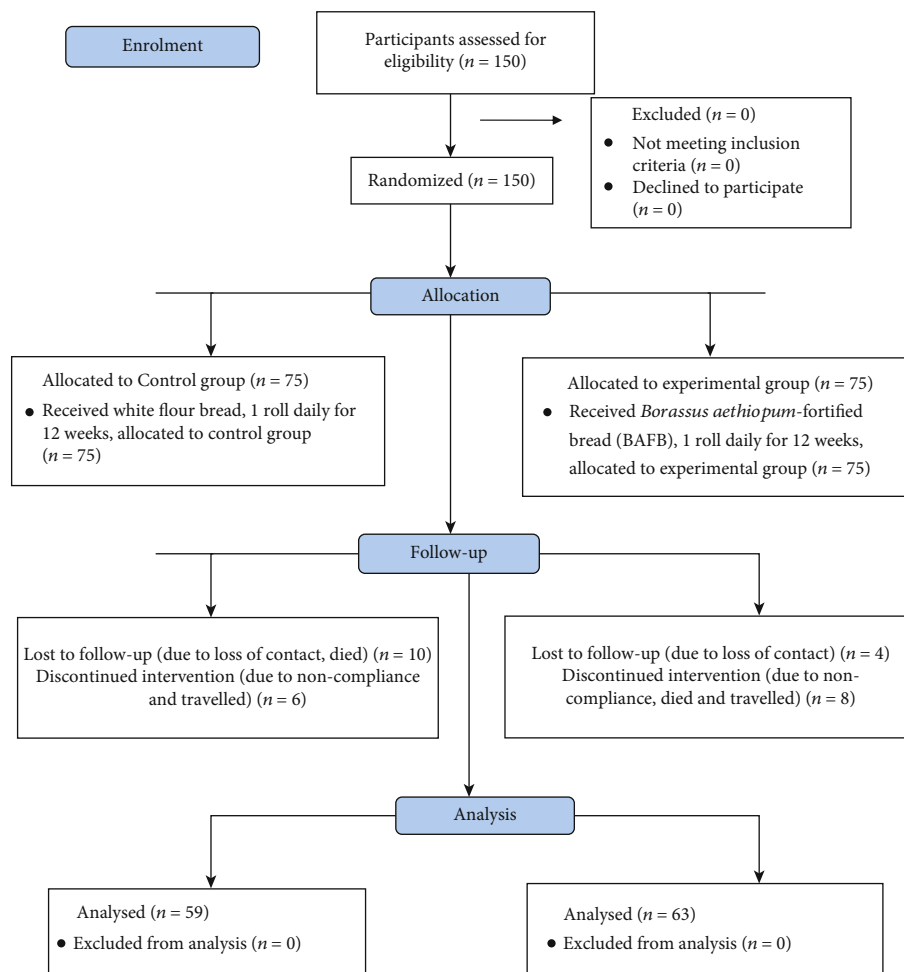 Enrolment
Participants assessed for
eligibility (n = 150)
Excluded (n = 0)
• Not meeting inclusion
criteria (n = 0)
• Declined to participate
(n = 0)
Randomized (n = 150)
Allocation
Allocated to Control group (n = 75)
• Received white flour bread, 1 roll daily for
12 weeks, allocated to control group
(n = 75)
Allocated to experimental group (n = 75)
• Received Borassus aethiopum-fortified
bread (BAFB), 1 roll daily for 12 weeks,
allocated to experimental group (n = 75)
Follow-up
Lost to follow-up (due to loss of contact, died) (n = 10)
Discontinued intervention (due to non-compliance
and travelled) (n = 6)
Lost to follow-up (due to loss of contact) (n = 4)
Discontinued intervention (due to non-
compliance, died and travelled) (n = 8)
Analysis
Analysed (n = 59)
• Excluded from analysis (n = 0)
Analysed (n = 63)
• Excluded from analysis (n = 0)